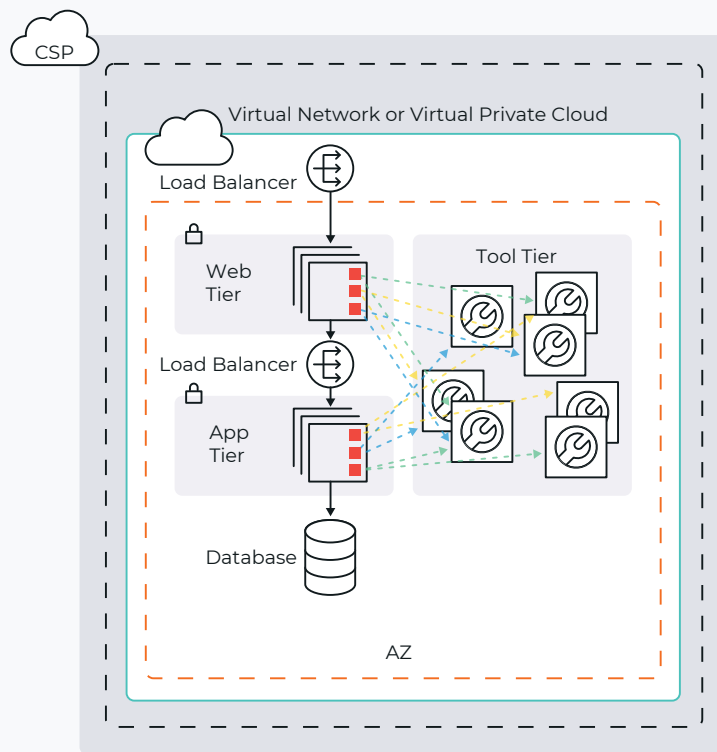 CSP
Virtual Network or Virtual Private Cloud
Load Balancer
Web
Tier
Tool Tier
Load Balancer
App
Tier
Database
AZ